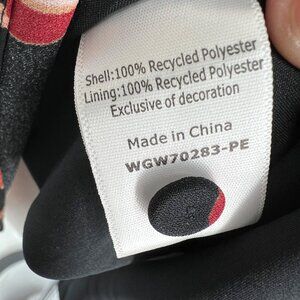 Shell:100% Recycled Polyester
Lining:100% Recycled Polyester
Exclusive of decoration
Made in China
WGW70283-PE